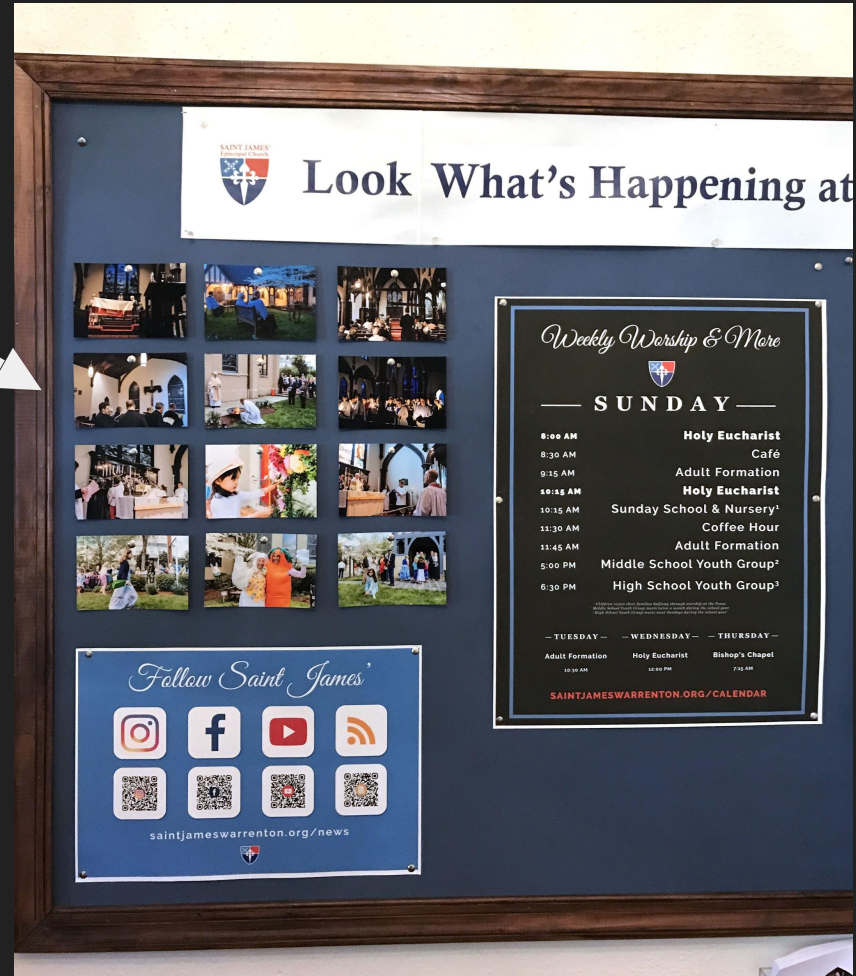 SAINT JAMES'
Episcopal Church
Look What's Happening at
Weekly Worship & More
SUNDAY
8:00 AM Holy Eucharist
8:30 AM Café
9:15 AM Adult Formation
10:15 AM Holy Eucharist
10:15 AM Sunday School & Nursery¹
11:30 AM Coffee Hour
11:45 AM Adult Formation
5:00 PM Middle School Youth Group²
6:30 PM High School Youth Group³
TUESDAY WEDNESDAY THURSDAY
Adult Formation Holy Eucharist Bishop's Chapel
10:30 AM 12:00 PM 7:15 AM
SAINTJAMESWARRENTON.ORG/CALENDAR
Follow Saint James'
saintjameswarrenton.org/news